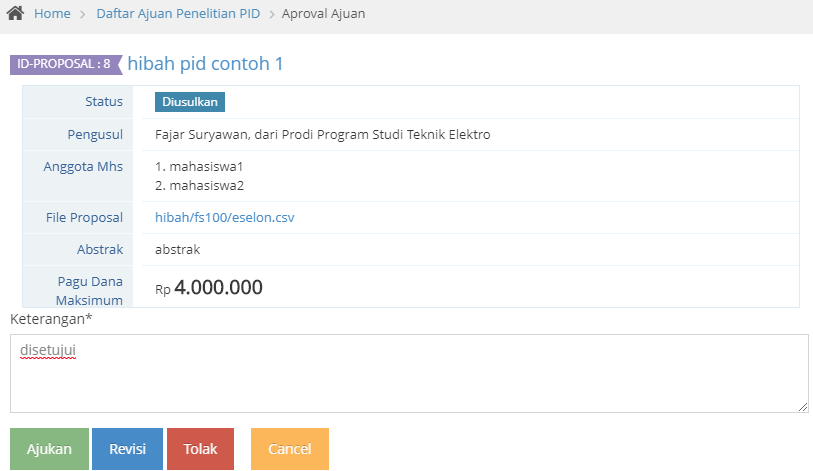 Home > Daftar Ajuan Penelitian PID > Aproval Ajuan
ID-PROPOSAL : 8 hibah pid contoh 1
Status Diusulkan
Pengusul Fajar Suryawan, dari Prodi Program Studi Teknik Elektro
Anggota Mhs 1. mahasiswa1
2. mahasiswa2
File Proposal hibah/fs100/eselon.csv
Abstrak abstrak
Pagu Dana Maksimum Rp 4.000.000
Keterangan*
disetujui
Ajukan Revisi Tolak Cancel